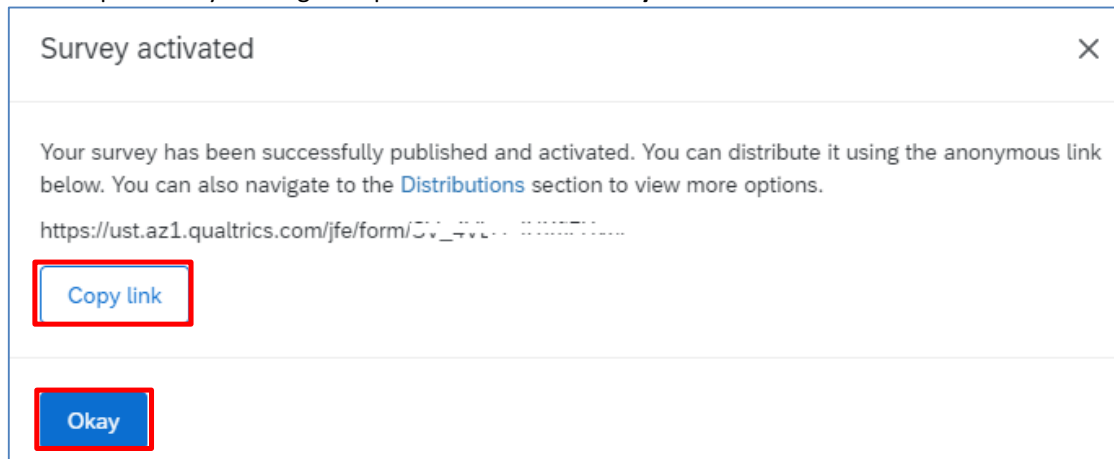 Survey activated
Your survey has been successfully published and activated. You can distribute it using the anonymous link
below. You can also navigate to the Distributions section to view more options.
https://ust.az1.qualtrics.com/jfe/form/
Copy link
Okay